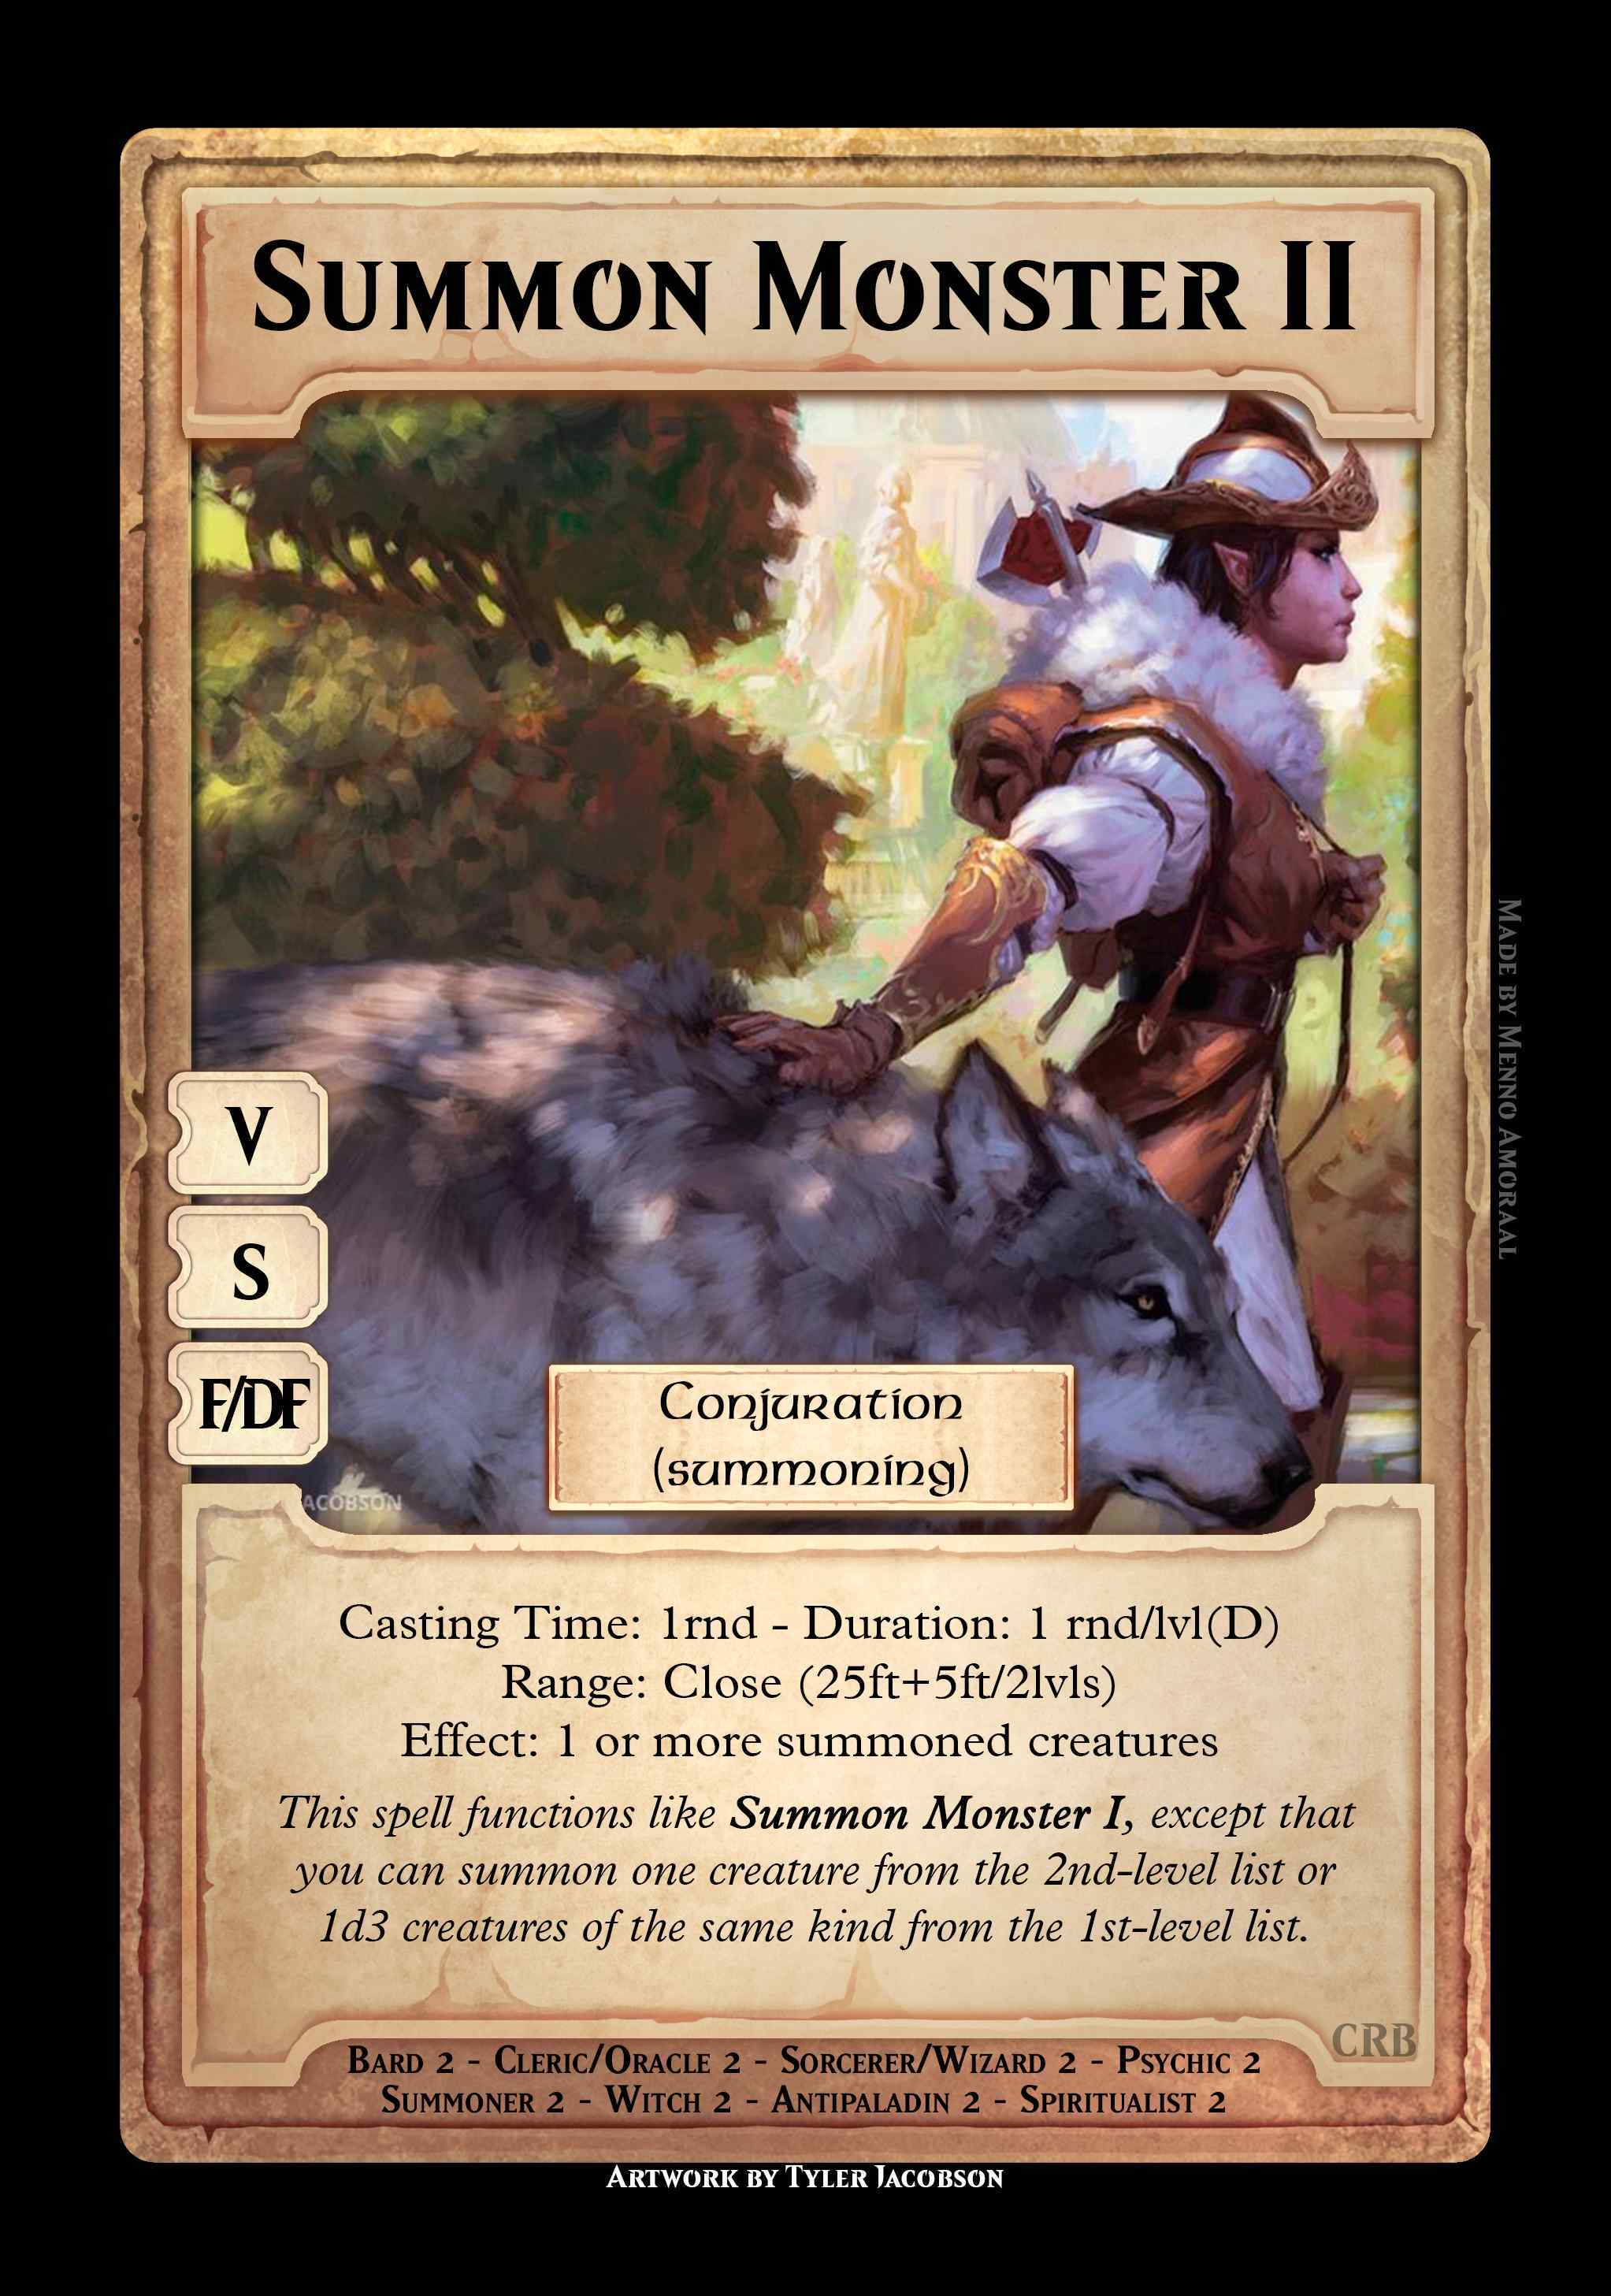 Summon Monster II
V
S
F/DF
Conjuration
(summoning)
ACOBSON
Casting Time: 1rnd - Duration: 1 rnd/lvl(D)
Range: Close (25ft+5ft/2lvls)
Effect: 1 or more summoned creatures
This spell functions like Summon Monster I, except that
you can summon one creature from the 2nd-level list or
1d3 creatures of the same kind from the 1st-level list.
CRB
Bard 2 - Cleric/Oracle 2 - Sorcerer/Wizard 2 - Psychic 2
Summoner 2 - Witch 2 - Antipaladin 2 - Spiritualist 2
Artwork by Tyler Jacobson
Made by Menno Amoraal